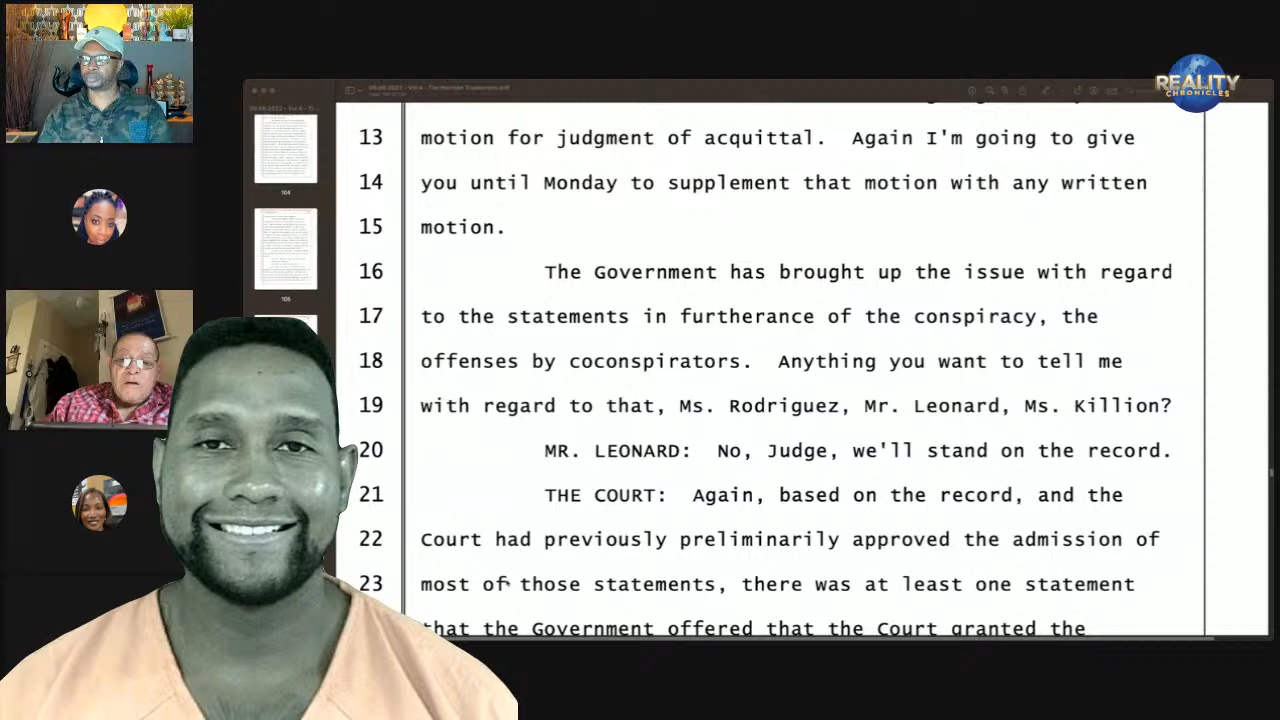 REALITY
CHRONICLES
13 motion for judgment of acquittal. Again I'm going to give
14 you until Monday to supplement that motion with any written
15 motion.
16 The Government has brought up the issue with regard
17 to the statements in furtherance of the conspiracy, the
18 offenses by coconspirators. Anything you want to tell me
19 with regard to that, Ms. Rodriguez, Mr. Leonard, Ms. Killion?
20 MR. LEONARD: No, Judge, we'll stand on the record.
21 THE COURT: Again, based on the record, and the
22 Court had previously preliminarily approved the admission of
23 most of those statements, there was at least one statement
that the Government offered that the Court granted the
104
105